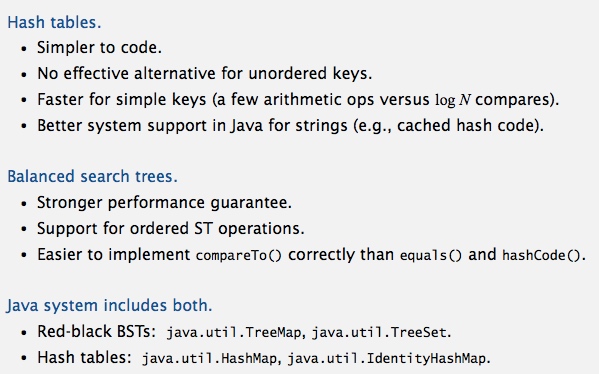 Hash tables.
• Simpler to code.
• No effective alternative for unordered keys.
• Faster for simple keys (a few arithmetic ops versus log N compares).
• Better system support in Java for strings (e.g., cached hash code).
Balanced search trees.
• Stronger performance guarantee.
• Support for ordered ST operations.
• Easier to implement compareTo() correctly than equals() and hashCode().
Java system includes both.
• Red-black BSTs: java.util.TreeMap, java.util.TreeSet.
• Hash tables: java.util.HashMap, java.util.IdentityHashMap.